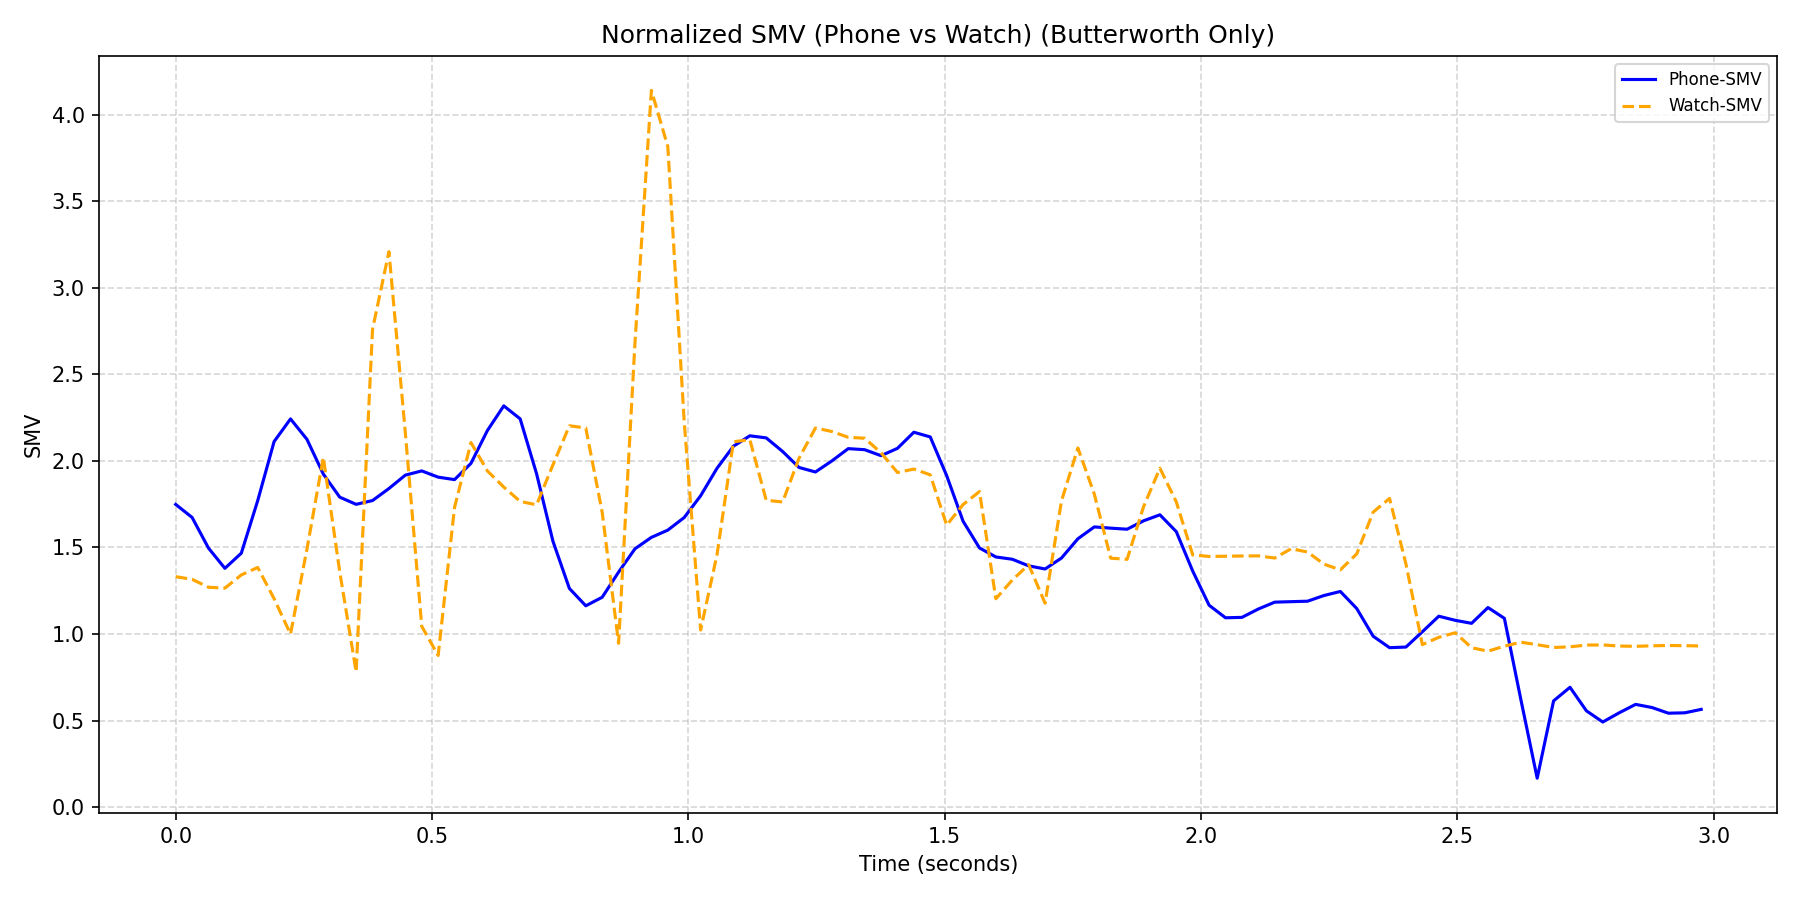 Normalized SMV (Phone vs Watch) (Butterworth Only)
Phone-SMV
Watch-SMV
SMV
4.0
3.5
3.0
2.5
2.0
1.5
1.0
0.5
0.0
0.0 0.5 1.0 1.5 2.0 2.5 3.0
Time (seconds)